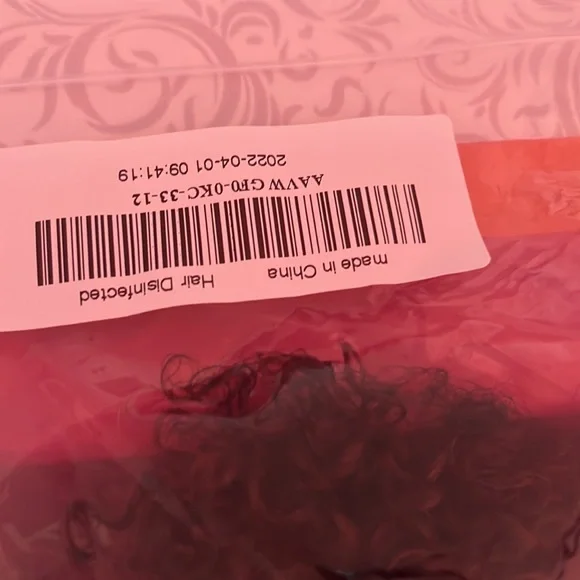 Hair Disinfected made in China
AAVW GF0-0KC-33-12
2022-04-01 09:41:19